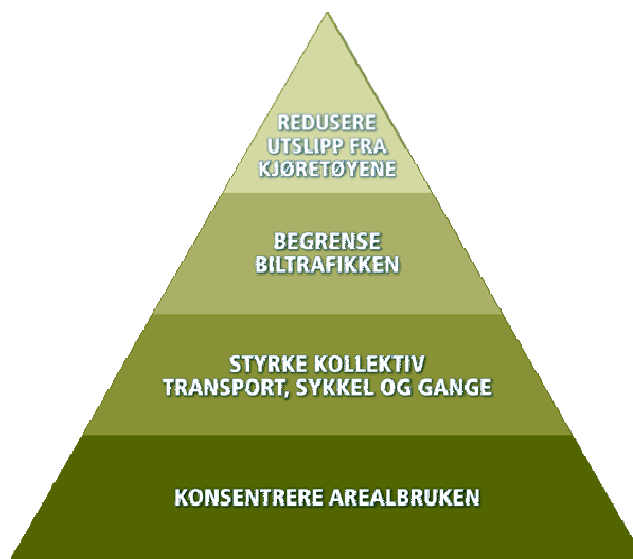 REDUSERE
UTSLIPP FRA
KJØRETØYENE
BEGRENSE
BILTRAFIKKEN
STYRKE KOLLEKTIV
TRANSPORT, SYKKEL OG GANGE
KONSENTRERE AREALBRUKEN